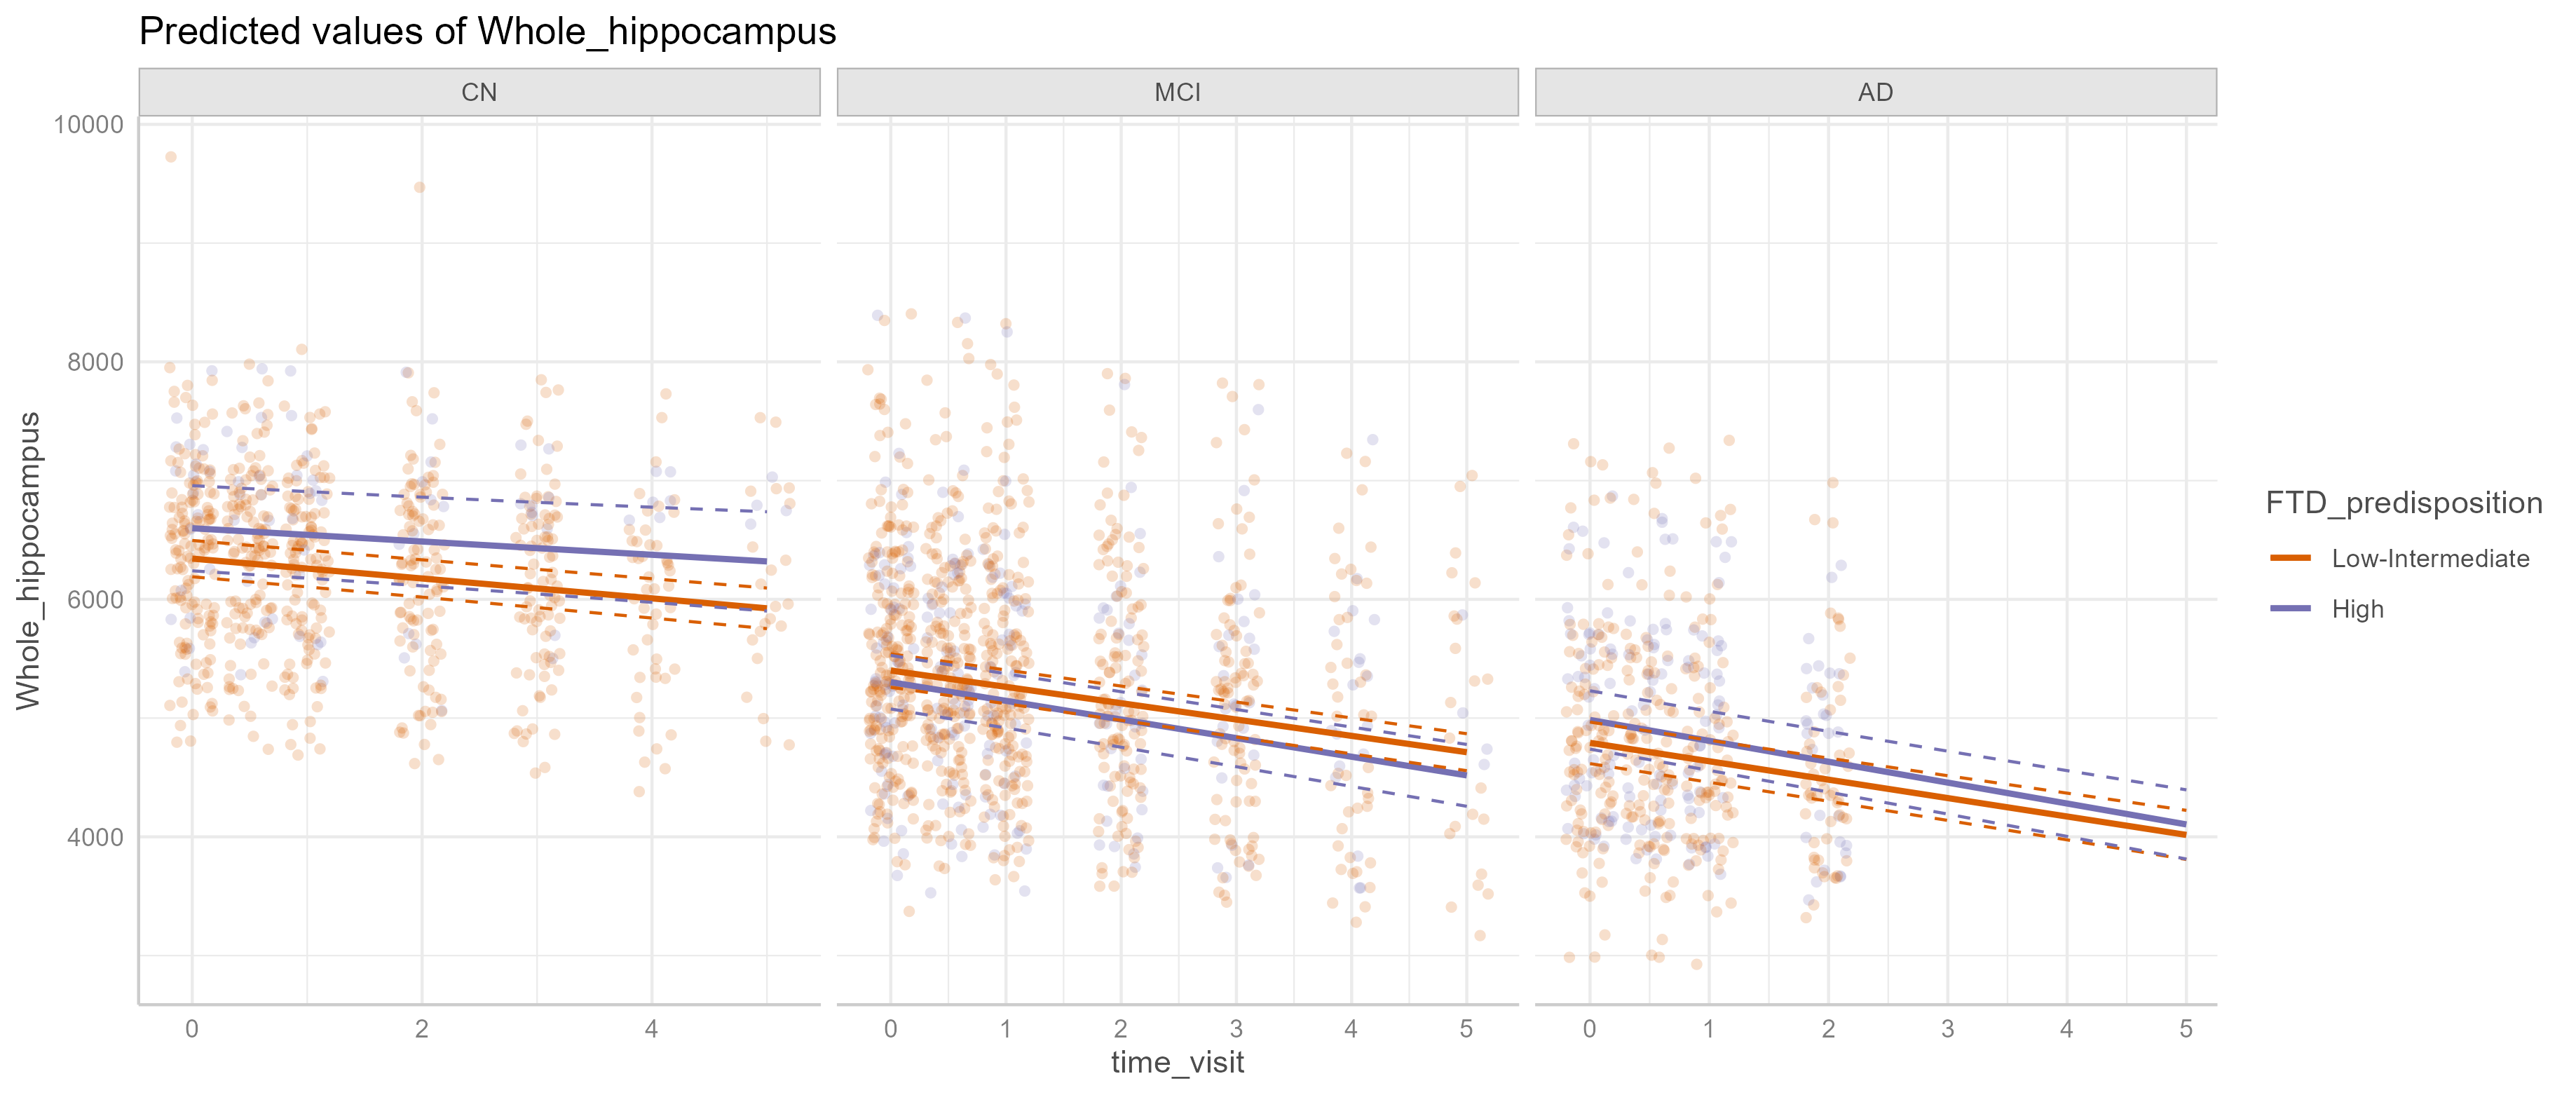 Predicted values of Whole_hippocampus
CN
MCI
AD
10000
8000
6000
4000
Whole_hippocampus
0 2 4
0 1 2 3 4 5
0 1 2 3 4 5
time_visit
FTD_predisposition
Low-Intermediate
High